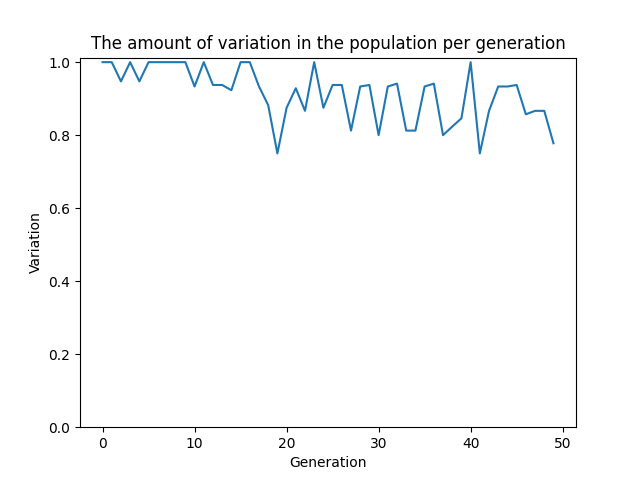 The amount of variation in the population per generation
1.0
0.8
0.6
0.4
0.2
0.0
Variation
0 10 20 30 40 50
Generation